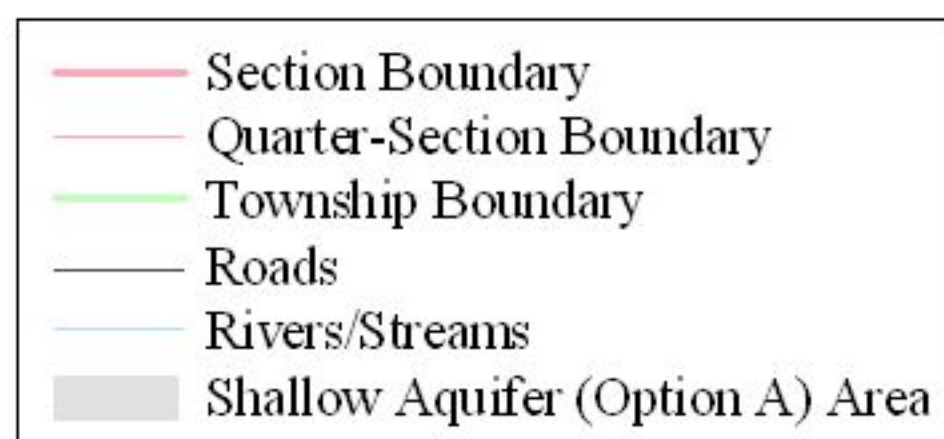 Section Boundary
Quarter-Section Boundary
Township Boundary
Roads
Rivers/Streams
Shallow Aquifer (Option A) Area